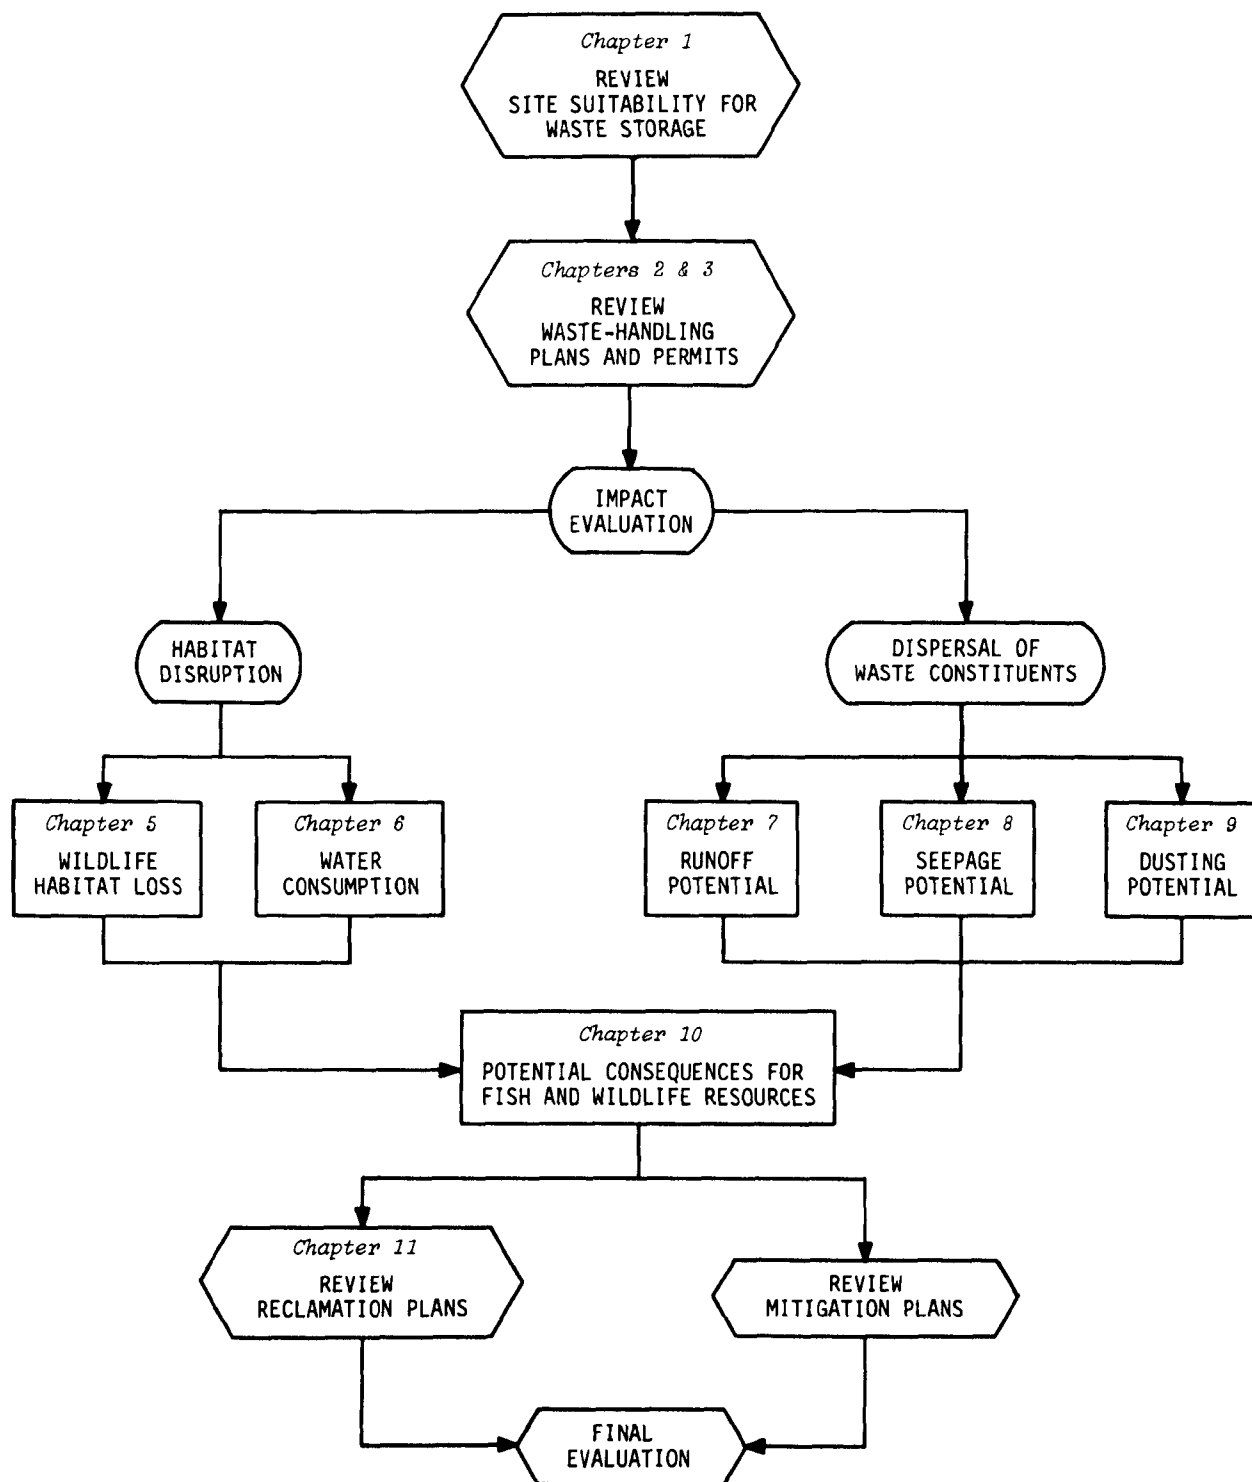 Chapter 1
REVIEW
SITE SUITABILITY FOR
WASTE STORAGE
Chapters 2 & 3
REVIEW
WASTE-HANDLING
PLANS AND PERMITS
IMPACT
EVALUATION
HABITAT
DISRUPTION
DISPERSAL OF
WASTE CONSTITUENTS
Chapter 5
WILDLIFE
HABITAT LOSS
Chapter 6
WATER
CONSUMPTION
Chapter 7
RUNOFF
POTENTIAL
Chapter 8
SEEPAGE
POTENTIAL
Chapter 9
DUSTING
POTENTIAL
Chapter 10
POTENTIAL CONSEQUENCES FOR
FISH AND WILDLIFE RESOURCES
Chapter 11
REVIEW
RECLAMATION PLANS
REVIEW
MITIGATION PLANS
FINAL
EVALUATION